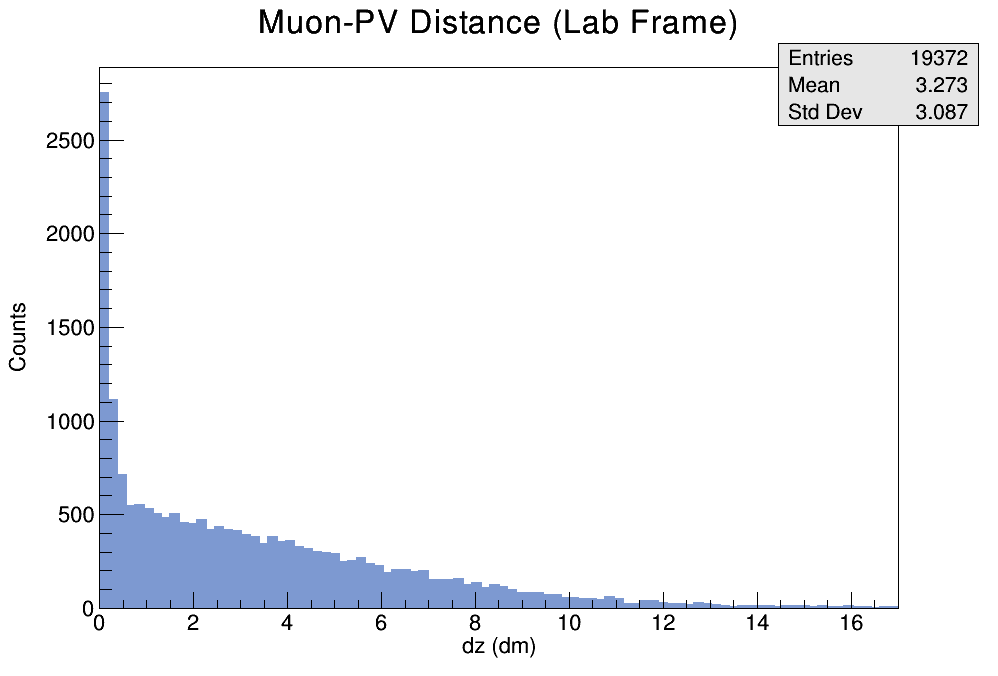 Muon-PV Distance (Lab Frame)
Entries 19372
Mean 3.273
Std Dev 3.087
2500
2000
1500
1000
500
0
Counts
0 2 4 6 8 10 12 14 16
dz (dm)